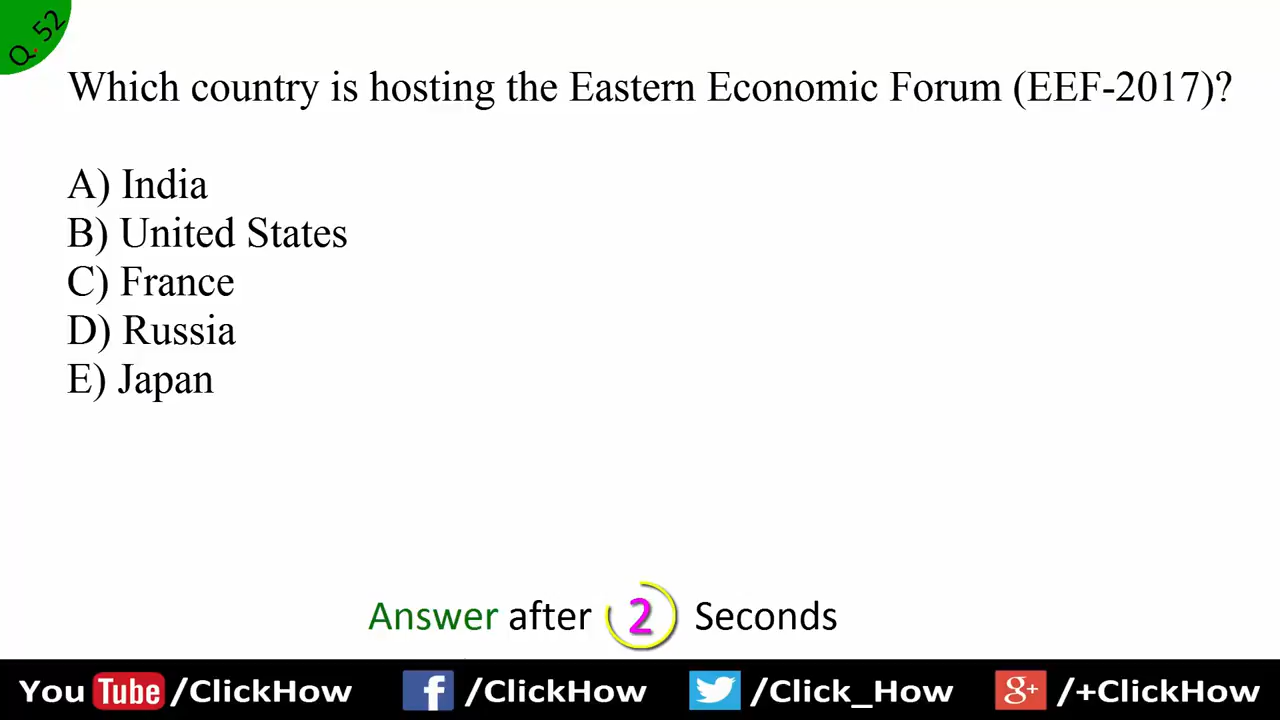 Q. 52
Which country is hosting the Eastern Economic Forum (EEF-2017)?
A) India
B) United States
C) France
D) Russia
E) Japan
Answer after 2 Seconds
You Tube /ClickHow f /ClickHow /Click_How g+ /+ClickHow